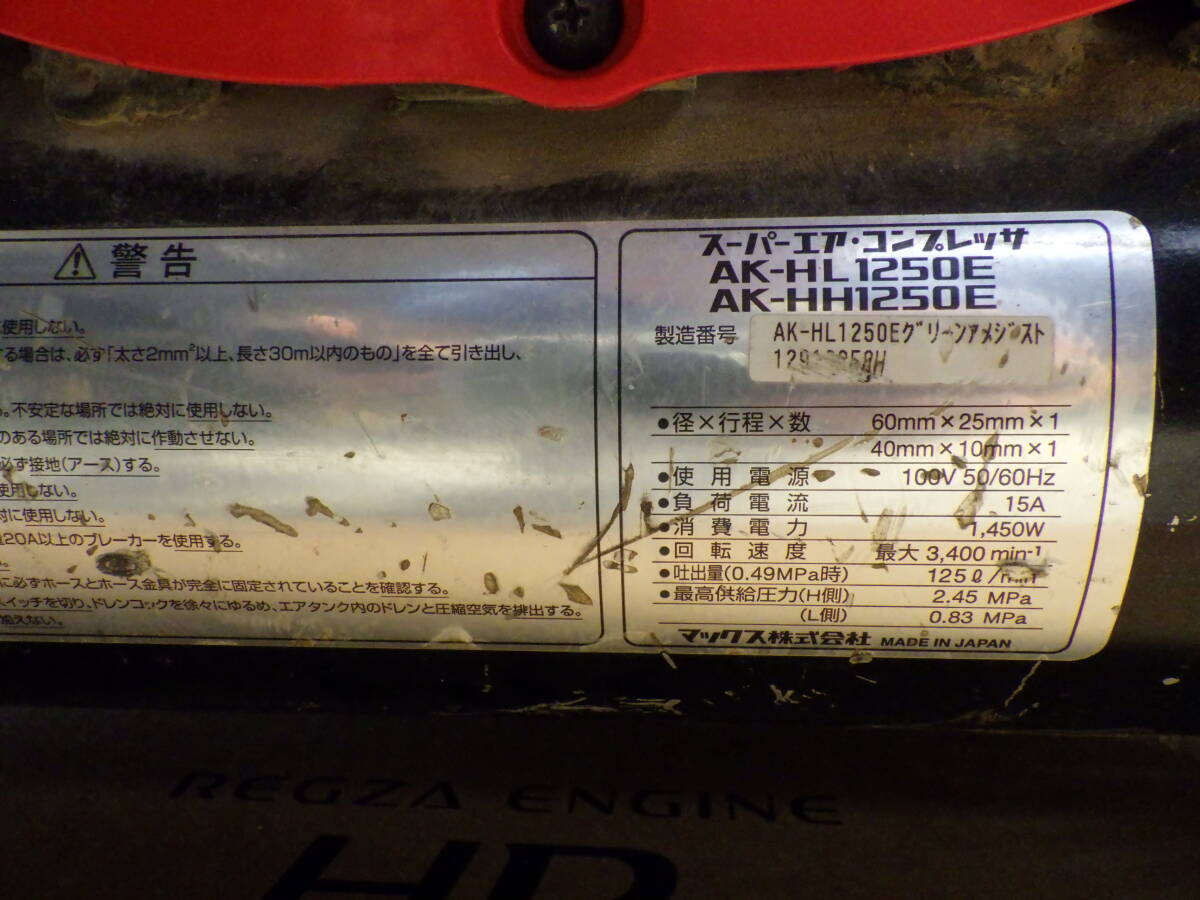 警告
に使用しない。
する場合は、必ず「太さ2mm²以上、長さ30m以内のもの」を全て引き出し、
る。不安定な場所では絶対に使用しない。
のある場所では絶対に作動させない。
必ず接地(アース)する。
使用しない。
対に使用しない。
20A以上のブレーカーを使用する。
に必ずホースとホース金具が完全に固定されていることを確認する。
スイッチを切り、ドレンコックを徐々にゆるめ、エアタンク内のドレンと圧縮空気を排出する。
加えない。
スーパーエア・コンプレッサ
AK-HL1250E
AK-HH1250E
製造番号 AK-HL1250Eグリーンアメジスト
●径×行程×数 60mm×25mm×1
40mm×10mm×1
●使用電源 100V 50/60Hz
●負荷電流 15A
●消費電力 1,450W
●回転速度 最大 3,400 min-1
●吐出量(0.49MPa時) 125ℓ/min
●最高供給圧力(H側) 2.45 MPa
(L側) 0.83 MPa
マックス株式会社 MADE IN JAPAN
REGZA ENGINE